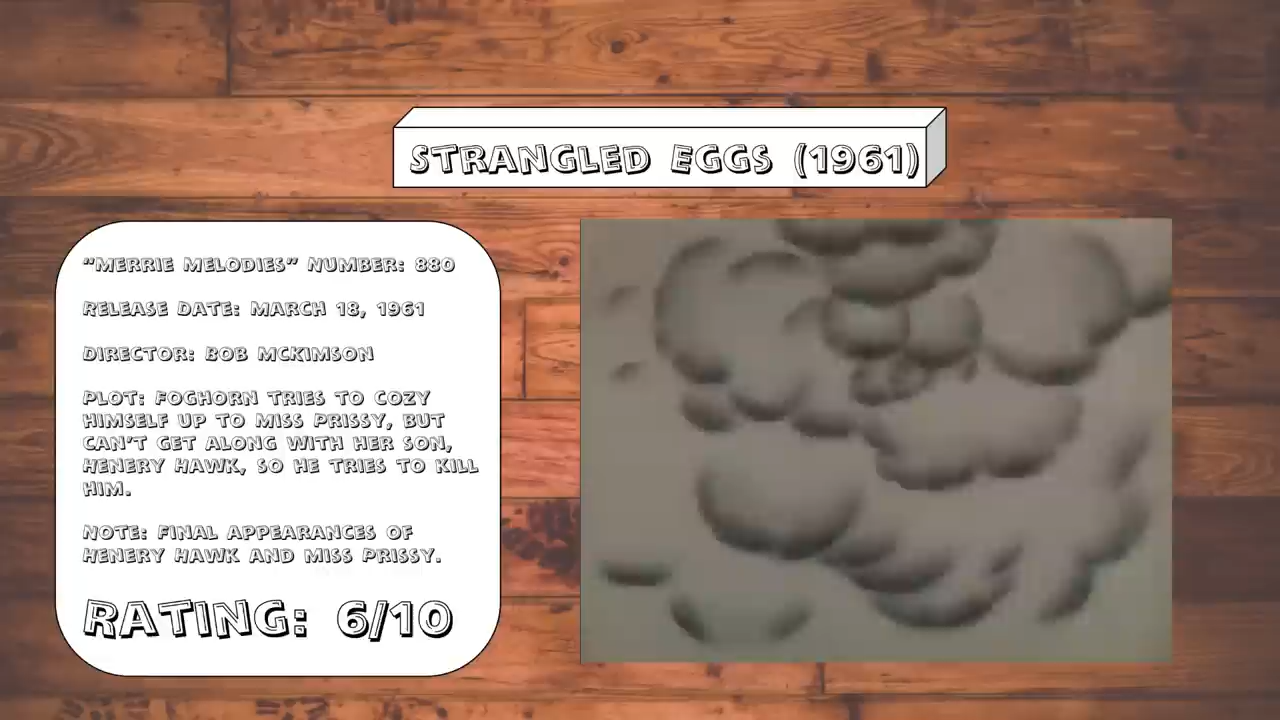 STRANGLED EGGS (1961)
"MERRIE MELODIES" NUMBER: 880
RELEASE DATE: MARCH 18, 1961
DIRECTOR: BOB MCKIMSON
PLOT: FOGHORN TRIES TO COZY
HIMSELF UP TO MISS PRISSY, BUT
CAN'T GET ALONG WITH HER SON,
HENERY HAWK, SO HE TRIES TO KILL
HIM.
NOTE: FINAL APPEARANCES OF
HENERY HAWK AND MISS PRISSY.
RATING: 6/10